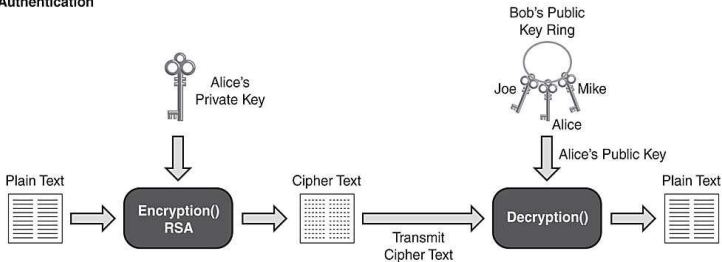 Authentication
Bob's Public
Key Ring
Alice's
Private Key
Joe
Mike
Alice
Alice's Public Key
Plain Text
Encryption()
RSA
Cipher Text
Transmit
Cipher Text
Decryption()
Plain Text